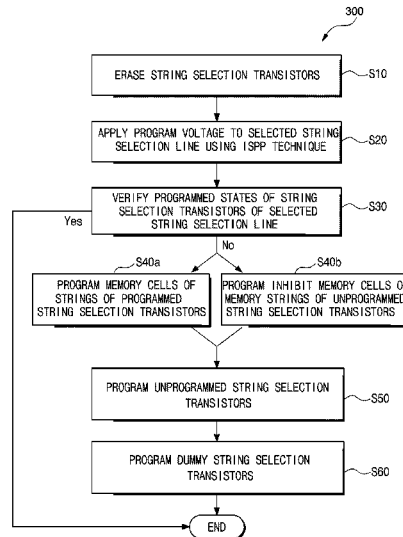 300
ERASE STRING SELECTION TRANSISTORS
S10
APPLY PROGRAM VOLTAGE TO SELECTED STRING
SELECTION LINE USING ISPP TECHNIQUE
S20
VERIFY PROGRAMMED STATES OF STRING
SELECTION TRANSISTORS OF SELECTED
STRING SELECTION LINE
S30
Yes
No
S40a
S40b
PROGRAM MEMORY CELLS OF
STRINGS OF PROGRAMMED
STRING SELECTION TRANSISTORS
PROGRAM INHIBIT MEMORY CELLS OF
MEMORY STRINGS OF UNPROGRAMMED
STRING SELECTION TRANSISTORS
PROGRAM UNPROGRAMMED STRING SELECTION
TRANSISTORS
S50
PROGRAM DUMMY STRING SELECTION
TRANSISTORS
S60
END